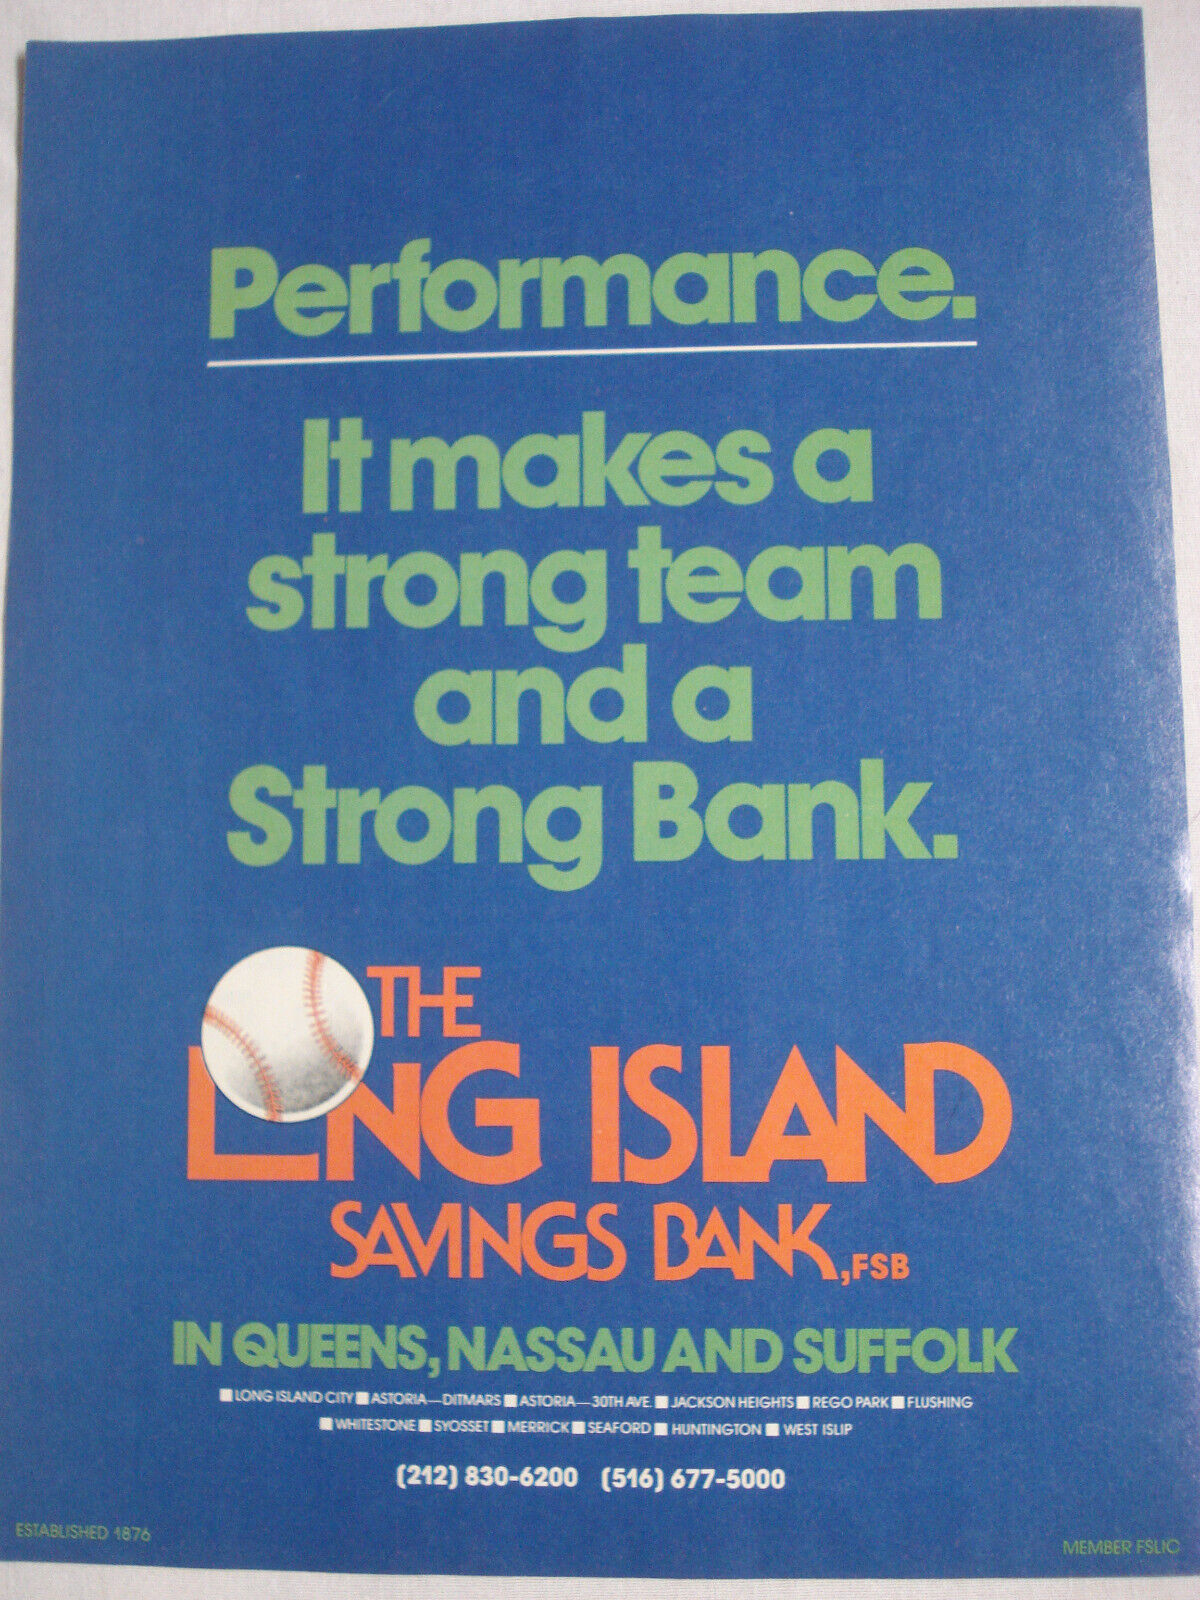 Performance.
It makes a
strong team
and a
Strong Bank.
THE
LONG ISLAND
SAVINGS BANK, FSB
IN QUEENS, NASSAU AND SUFFOLK
■ LONG ISLAND CITY ■ ASTORIA—DITMARS ■ ASTORIA—30TH AVE. ■ JACKSON HEIGHTS ■ REGO PARK ■ FLUSHING
■ WHITESTONE ■ SYOSSET ■ MERRICK ■ SEAFORD ■ HUNTINGTON ■ WEST ISLIP
(212) 830-6200 (516) 677-5000
ESTABLISHED 1876
MEMBER FSLIC